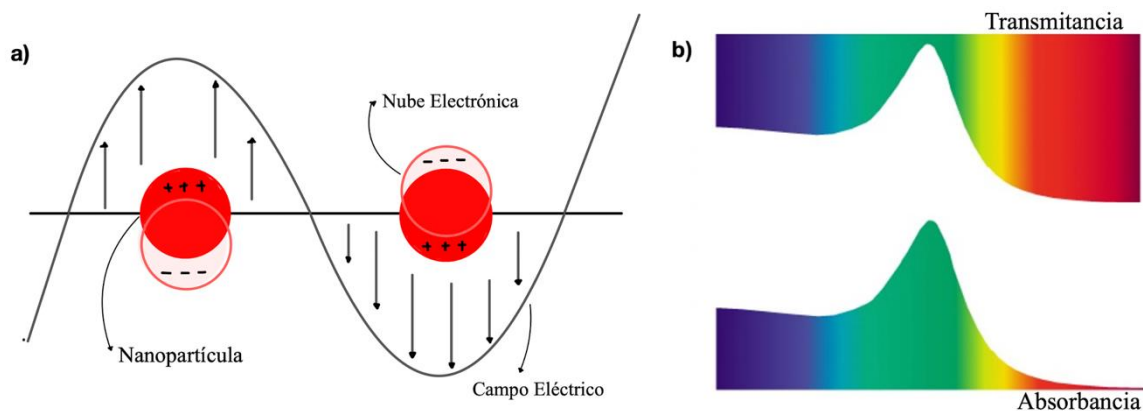 a)
Nube Electrónica
+ + +
- - -
- - -
+ + +
Nanopartícula
Campo Eléctrico
b)
Transmitancia
Absorbancia